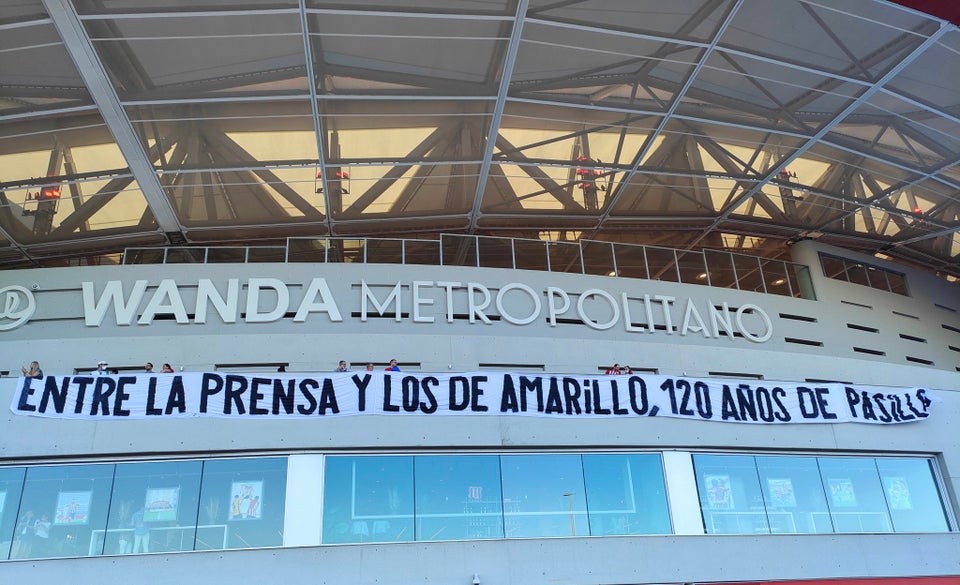 WANDA METROPOLITANO
ENTRE LA PRENSA Y LOS DE AMARILLO, 120 AÑOS DE PASILLO